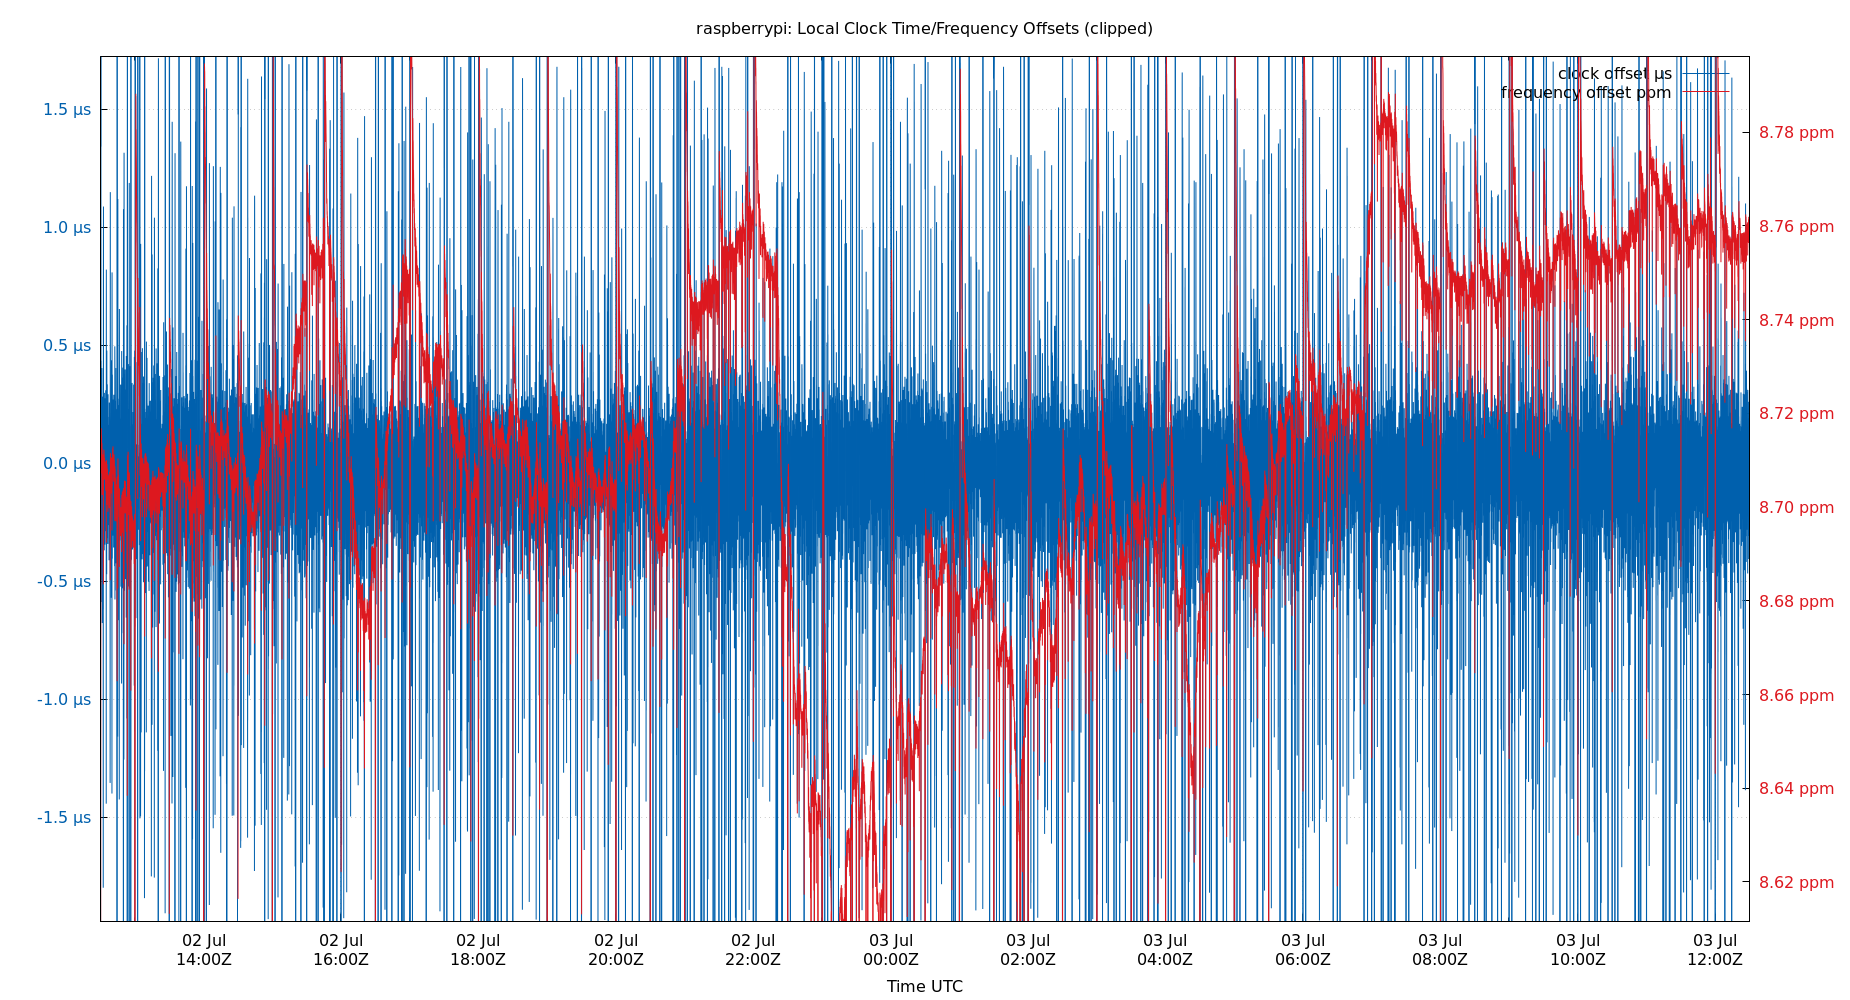 raspberrypi: Local Clock Time/Frequency Offsets (clipped)
clock offset µs
frequency offset ppm
1.5 µs
1.0 µs
0.5 µs
0.0 µs
-0.5 µs
-1.0 µs
-1.5 µs
8.78 ppm
8.76 ppm
8.74 ppm
8.72 ppm
8.70 ppm
8.68 ppm
8.66 ppm
8.64 ppm
8.62 ppm
02 Jul 02 Jul 02 Jul 02 Jul 02 Jul 03 Jul 03 Jul 03 Jul 03 Jul 03 Jul 03 Jul 03 Jul
14:00Z 16:00Z 18:00Z 20:00Z 22:00Z 00:00Z 02:00Z 04:00Z 06:00Z 08:00Z 10:00Z 12:00Z
Time UTC